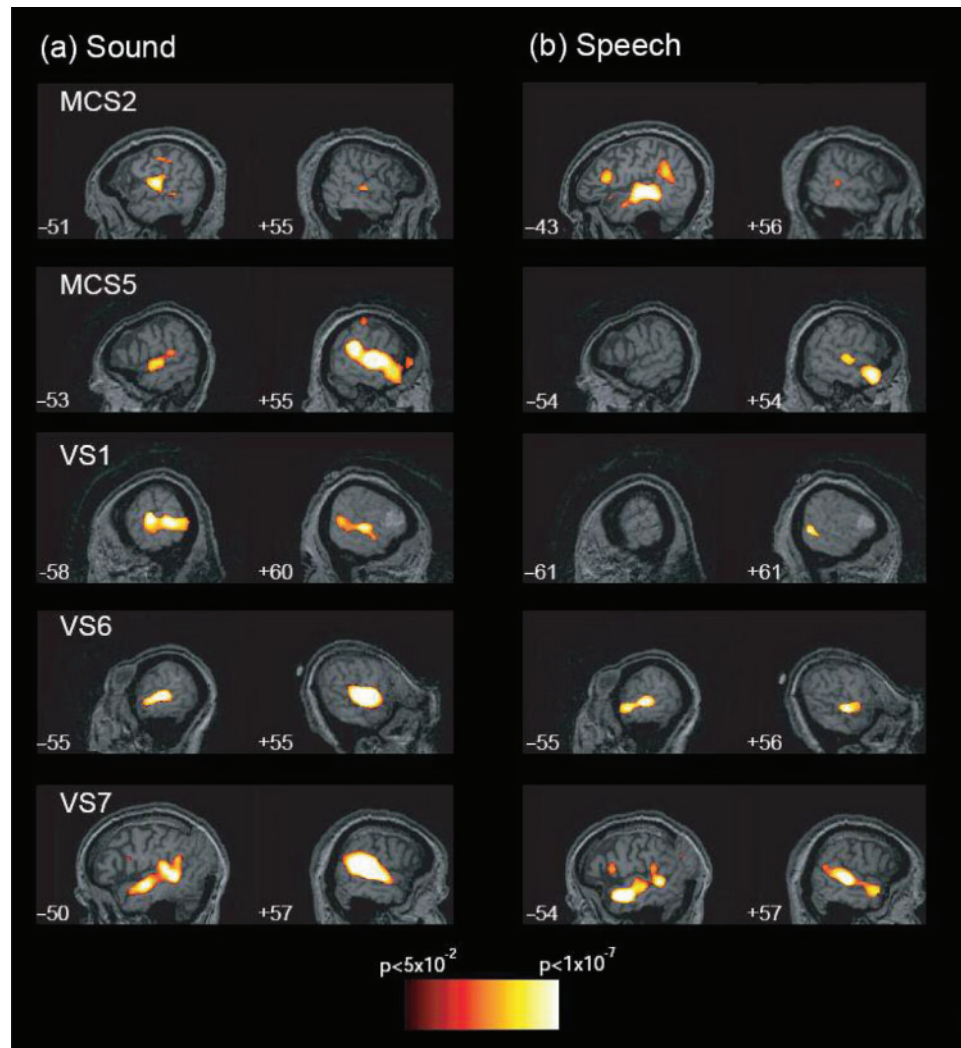 (a) Sound (b) Speech
MCS2
−51 +55 −43 +56
MCS5
−53 +55 −54 +54
VS1
−58 +60 −61 +61
VS6
−55 +55 −55 +56
VS7
−50 +57 −54 +57
p<5x10⁻² p<1x10⁻⁷